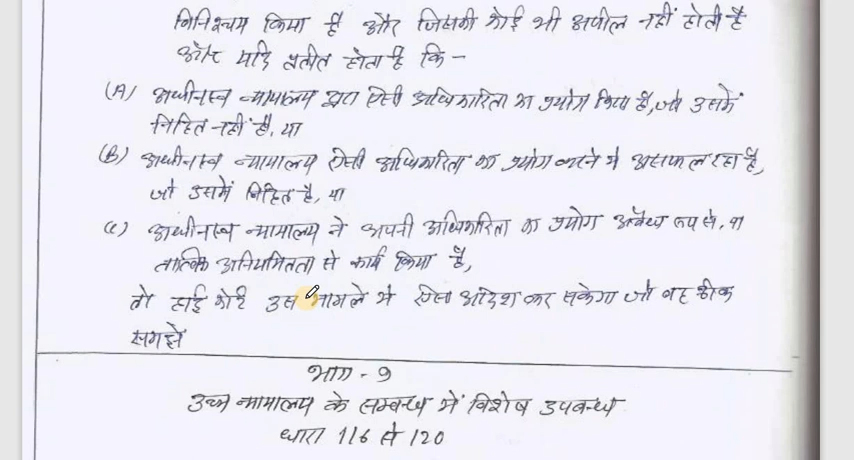 विनिश्चय किया है और जिसकी कोई भी अपील नहीं होती है
और यदि प्रतीत होता है कि -
(A) अधीनस्थ न्यायालय द्वारा ऐसी अधिकारिता का प्रयोग किया है, जो उसमें
निहित नहीं है, या
(B) अधीनस्थ न्यायालय ऐसी अधिकारिता का प्रयोग करने में असफल रहा है,
जो उसमें निहित है, या
(C) अधीनस्थ न्यायालय ने अपनी अधिकारिता का प्रयोग अवैध रूप से, या
तात्विक अनियमितता से कार्य किया है,
तो हाई कोर्ट उस मामले में ऐसा आदेश कर सकेगा जो वह ठीक
समझें
भाग - 9
उच्च न्यायालय के सम्बन्ध में विशेष उपबन्ध
धारा 116 से 120